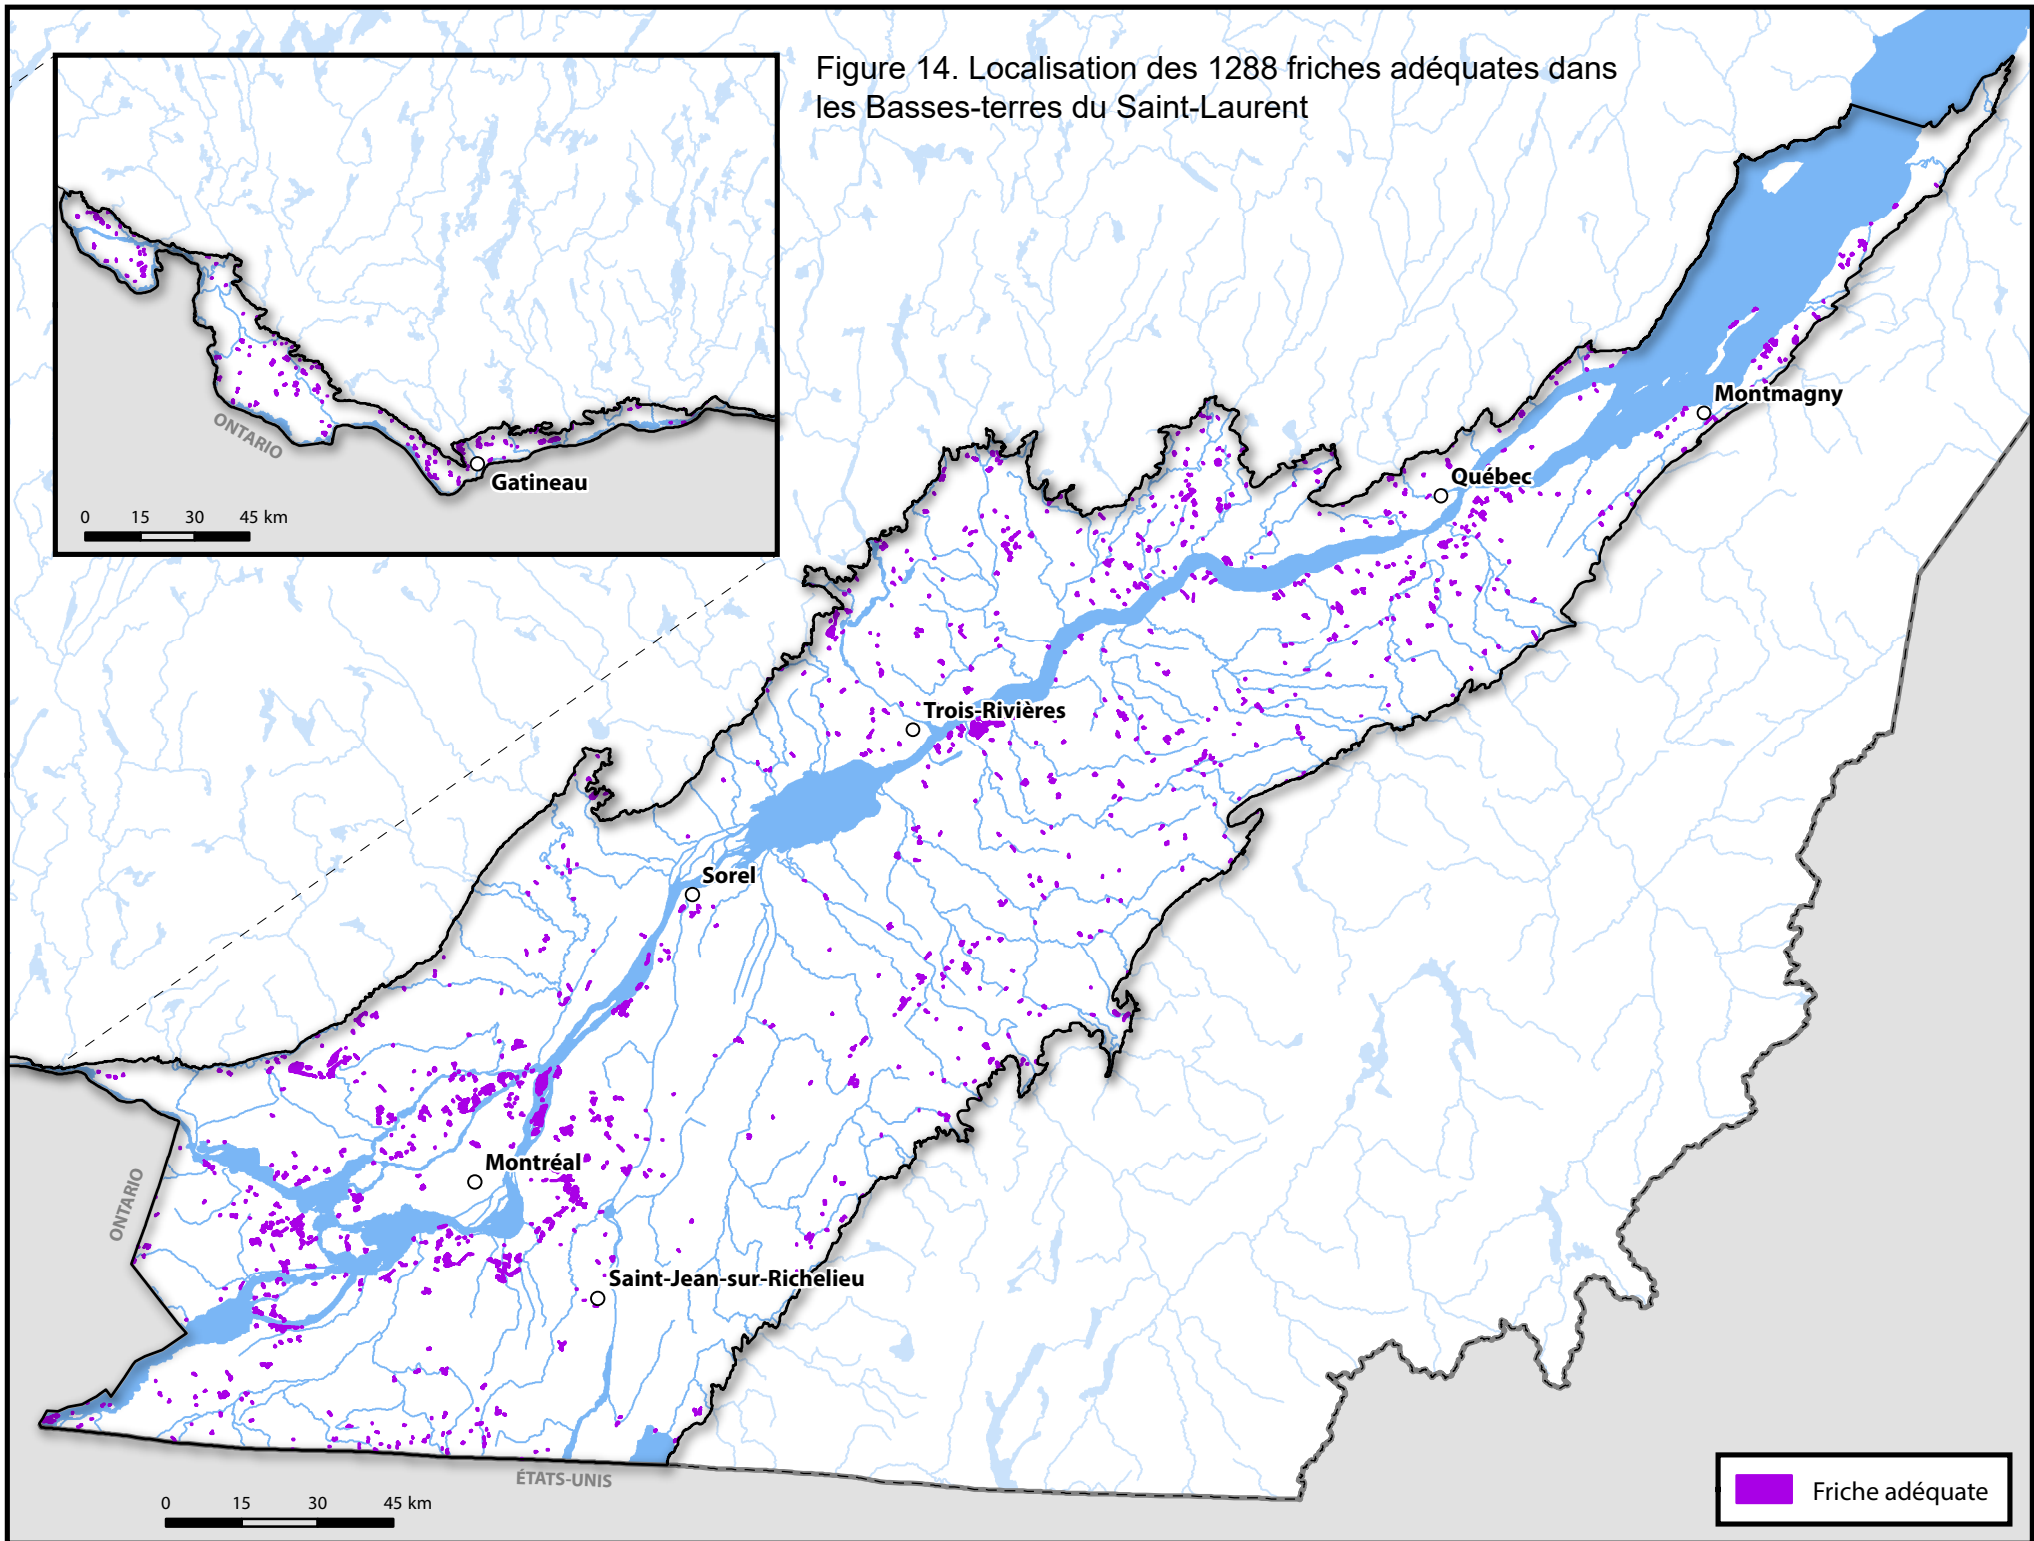 Figure 14. Localisation des 1288 friches adéquates dans
les Basses-terres du Saint-Laurent
ONTARIO
Gatineau
0 15 30 45 km
Montmagny
Québec
Trois-Rivières
Sorel
Montréal
ONTARIO
Saint-Jean-sur-Richelieu
ÉTATS-UNIS
0 15 30 45 km
Friche adéquate